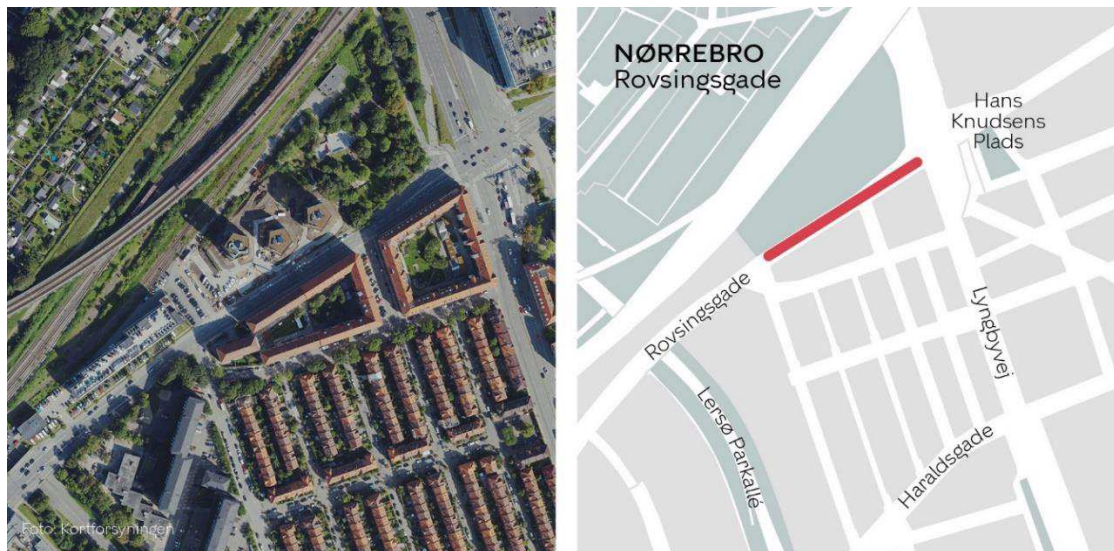 Foto: Kortforsyningen
NØRREBRO
Rovsingsgade
Hans
Knudsens
Plads
Rovsingsgade
Lyngbyvej
Lersø Parkallé
Haraldsgade